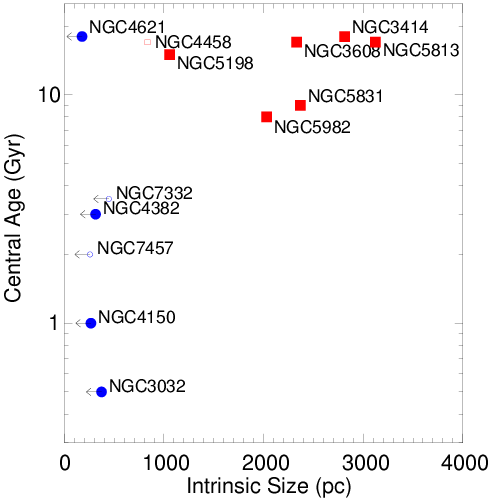 NGC4621
NGC3414
NGC4458
NGC3608
NGC5813
NGC5198
10
NGC5831
NGC5982
Central Age (Gyr)
NGC7332
NGC4382
NGC7457
1
NGC4150
NGC3032
0 1000 2000 3000 4000
Intrinsic Size (pc)